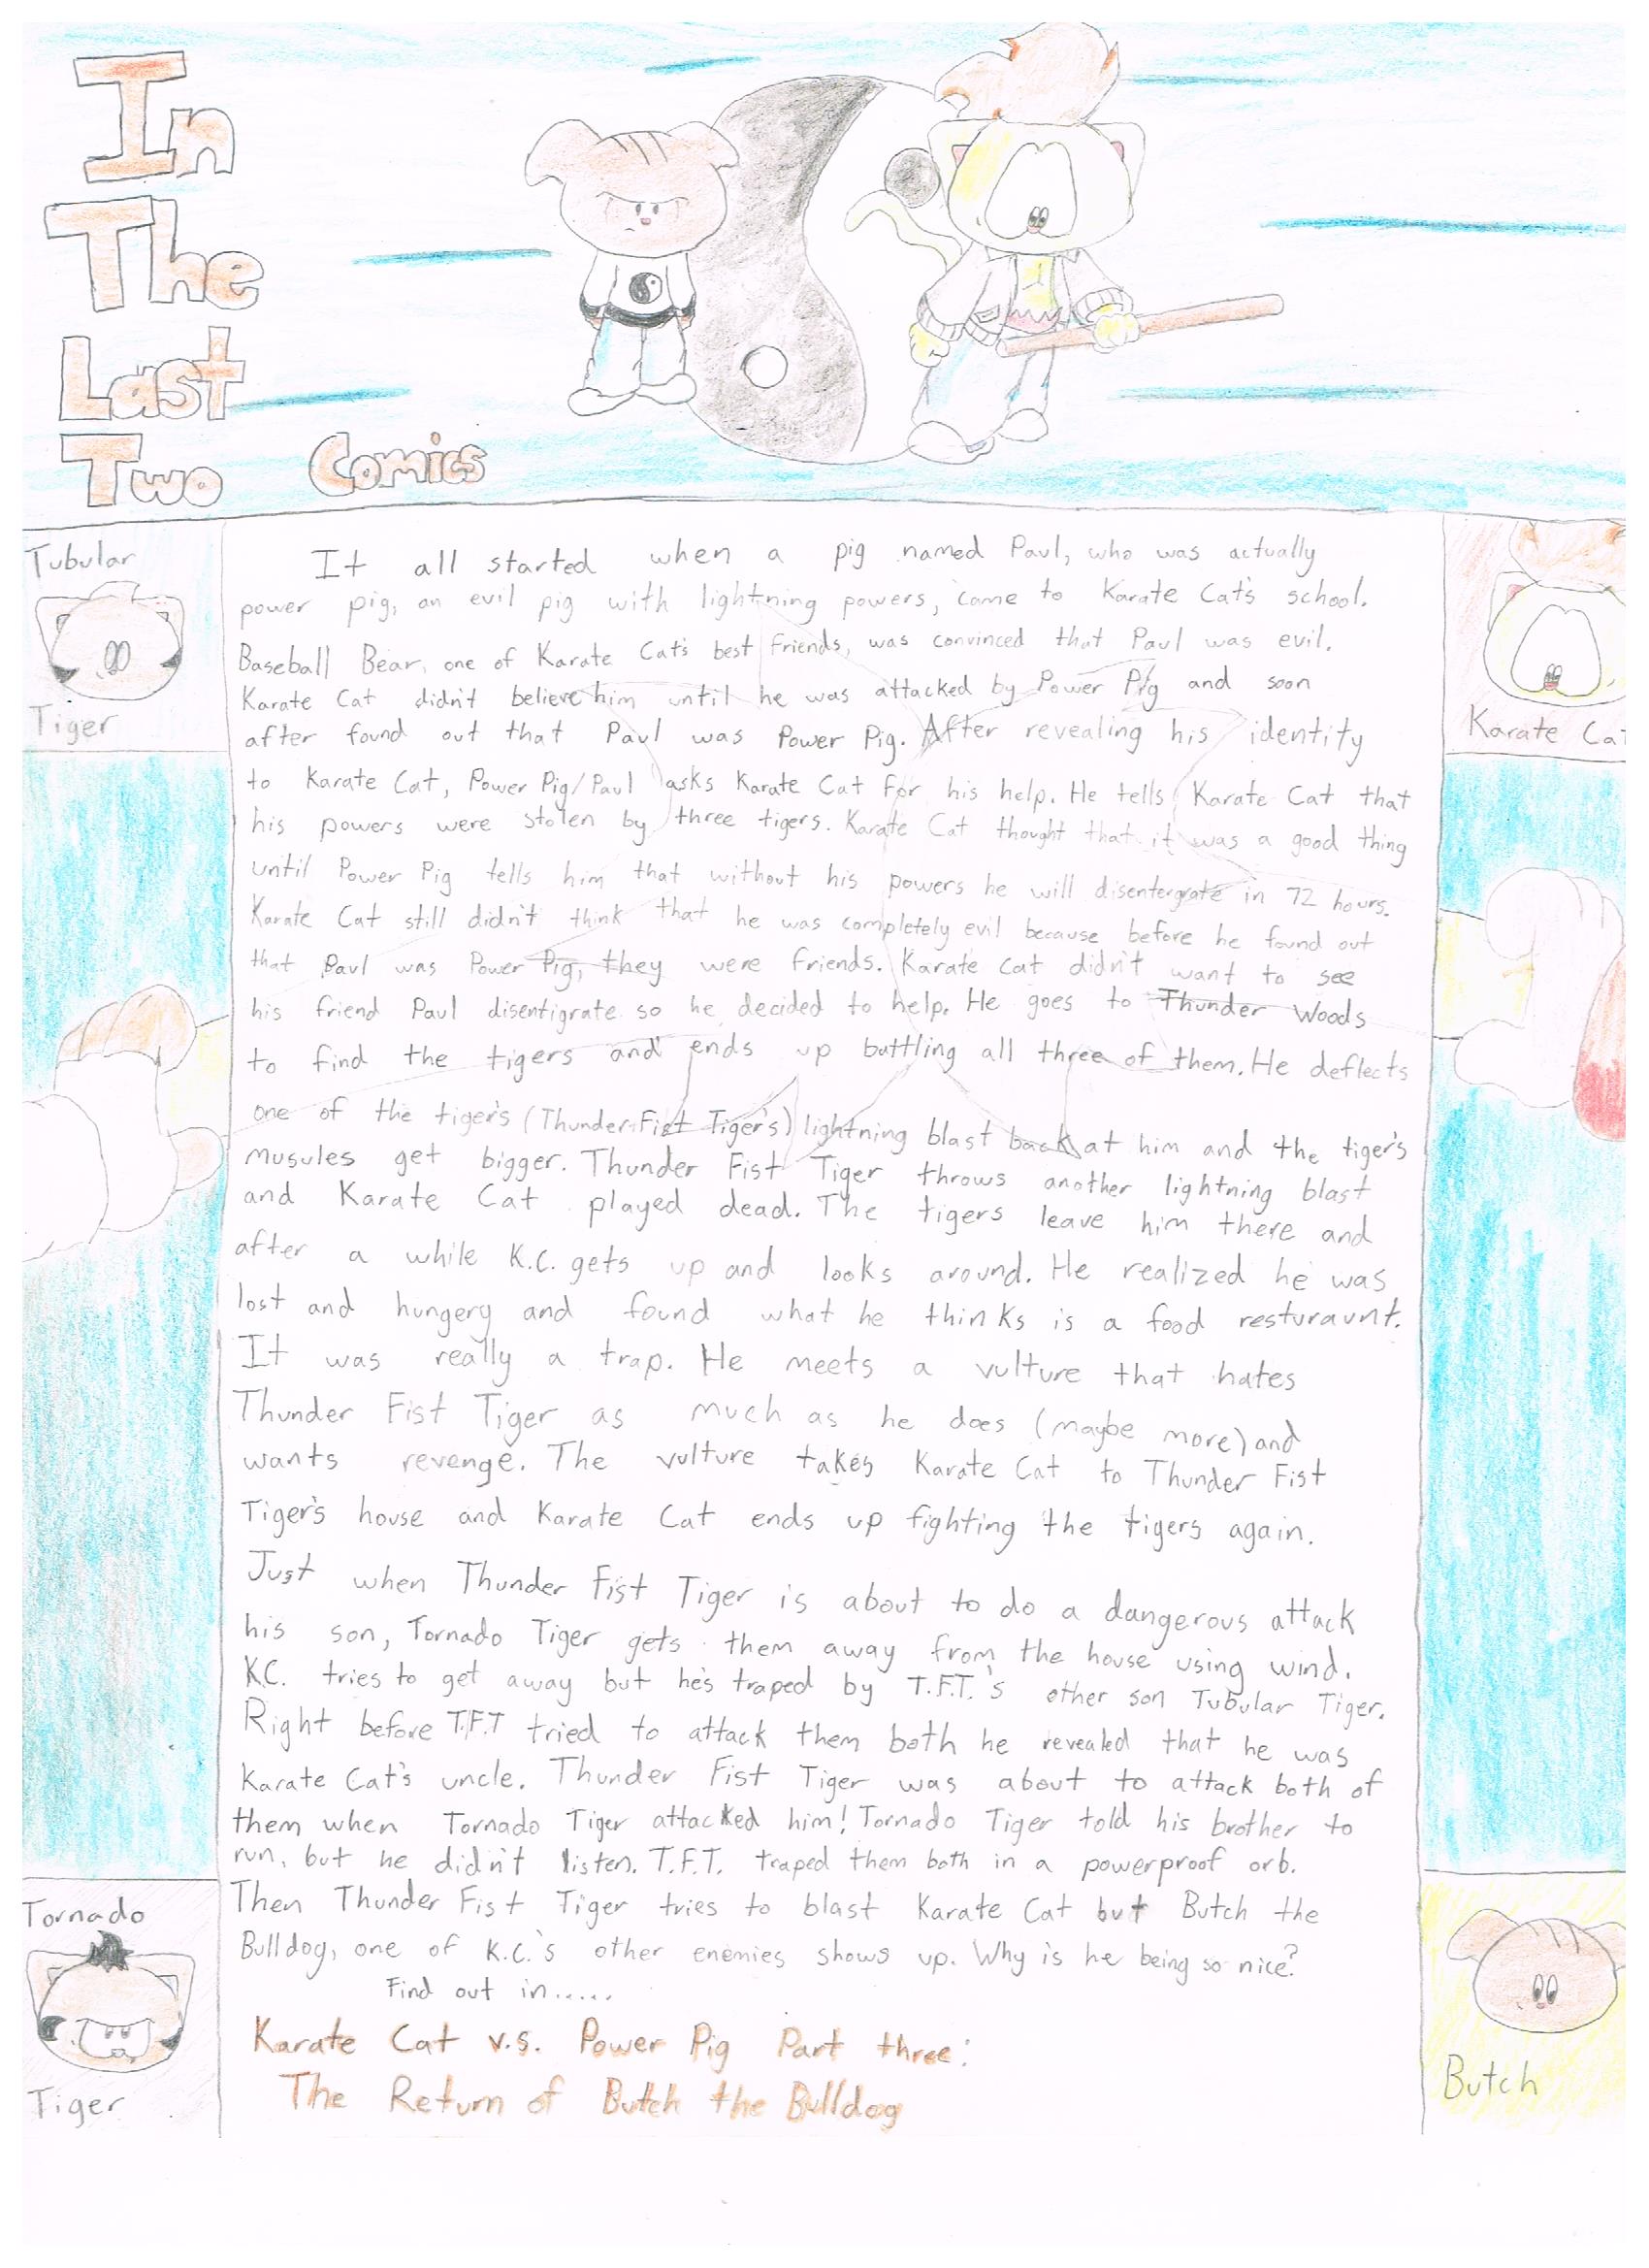 In
The
Last
Two Comics
Tubular
Tiger
Karate Cat
It all started when a pig named Paul, who was actually
power pig, an evil pig with lightning powers, came to Karate Cat's school.
Baseball Bear, one of Karate Cat's best friends, was convinced that Paul was evil.
Karate Cat didn't believe him until he was attacked by Power Pig and soon
after found out that Paul was Power Pig. After revealing his identity
to Karate Cat, Power Pig/Paul asks Karate Cat for his help. He tells Karate Cat that
his powers were stolen by three tigers. Karate Cat thought that it was a good thing
until Power Pig tells him that without his powers he will disentergrate in 72 hours.
Karate Cat still didn't think that he was completely evil because before he found out
that Paul was Power Pig, they were friends. Karate cat didn't want to see
his friend Paul disentigrate so he decided to help. He goes to Thunder Woods
to find the tigers and ends up battling all three of them. He deflects
one of the tiger's (Thunder Fist Tiger's) lightning blast back at him and the tiger's
musules get bigger. Thunder Fist Tiger throws another lightning blast
and Karate Cat played dead. The tigers leave him there and
after a while K.C. gets up and looks around. He realized he was
lost and hungery and found what he thinks is a food resturaunt.
It was really a trap. He meets a vulture that hates
Thunder Fist Tiger as much as he does (maybe more) and
wants revenge. The vulture takes Karate Cat to Thunder Fist
Tiger's house and Karate Cat ends up fighting the tigers again.
Just when Thunder Fist Tiger is about to do a dangerous attack
his son, Tornado Tiger gets them away from the house using wind.
K.C. tries to get away but he's traped by T.F.T.'s other son Tubular Tiger.
Right before T.F.T tried to attack them both he revealed that he was
Karate Cat's uncle. Thunder Fist Tiger was about to attack both of
them when Tornado Tiger attacked him! Tornado Tiger told his brother to
run, but he didn't listen. T.F.T. traped them both in a powerproof orb.
Then Thunder Fist Tiger tries to blast Karate Cat but Butch the
Bulldog, one of K.C.'s other enemies shows up. Why is he being so nice?
Find out in.....
Karate Cat v.s. Power Pig Part three:
The Return of Butch the Bulldog
Tornado
Tiger
Butch